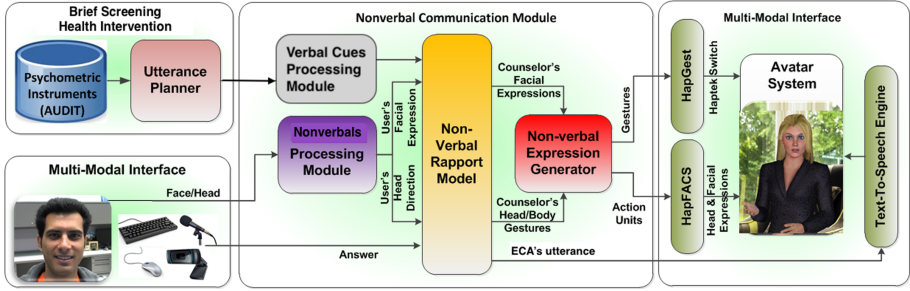 Brief Screening
Health Intervention
Psychometric
Instruments
(AUDIT)
Utterance
Planner
Multi-Modal Interface
Face/Head
Nonverbal Communication Module
Verbal Cues
Processing
Module
Nonverbals
Processing
Module
User's
Facial
Expression
User's
Head
Direction
Answer
Non-
Verbal
Rapport
Model
Counselor's
Facial
Expressions
Non-verbal
Expression
Generator
Counselor's
Head/Body
Gestures
ECA's utterance
Gestures
Action
Units
Multi-Modal Interface
HapGest
Haptek Switch
HapFACS
Head & Facial
Expressions
Avatar
System
Text-To-Speech Engine